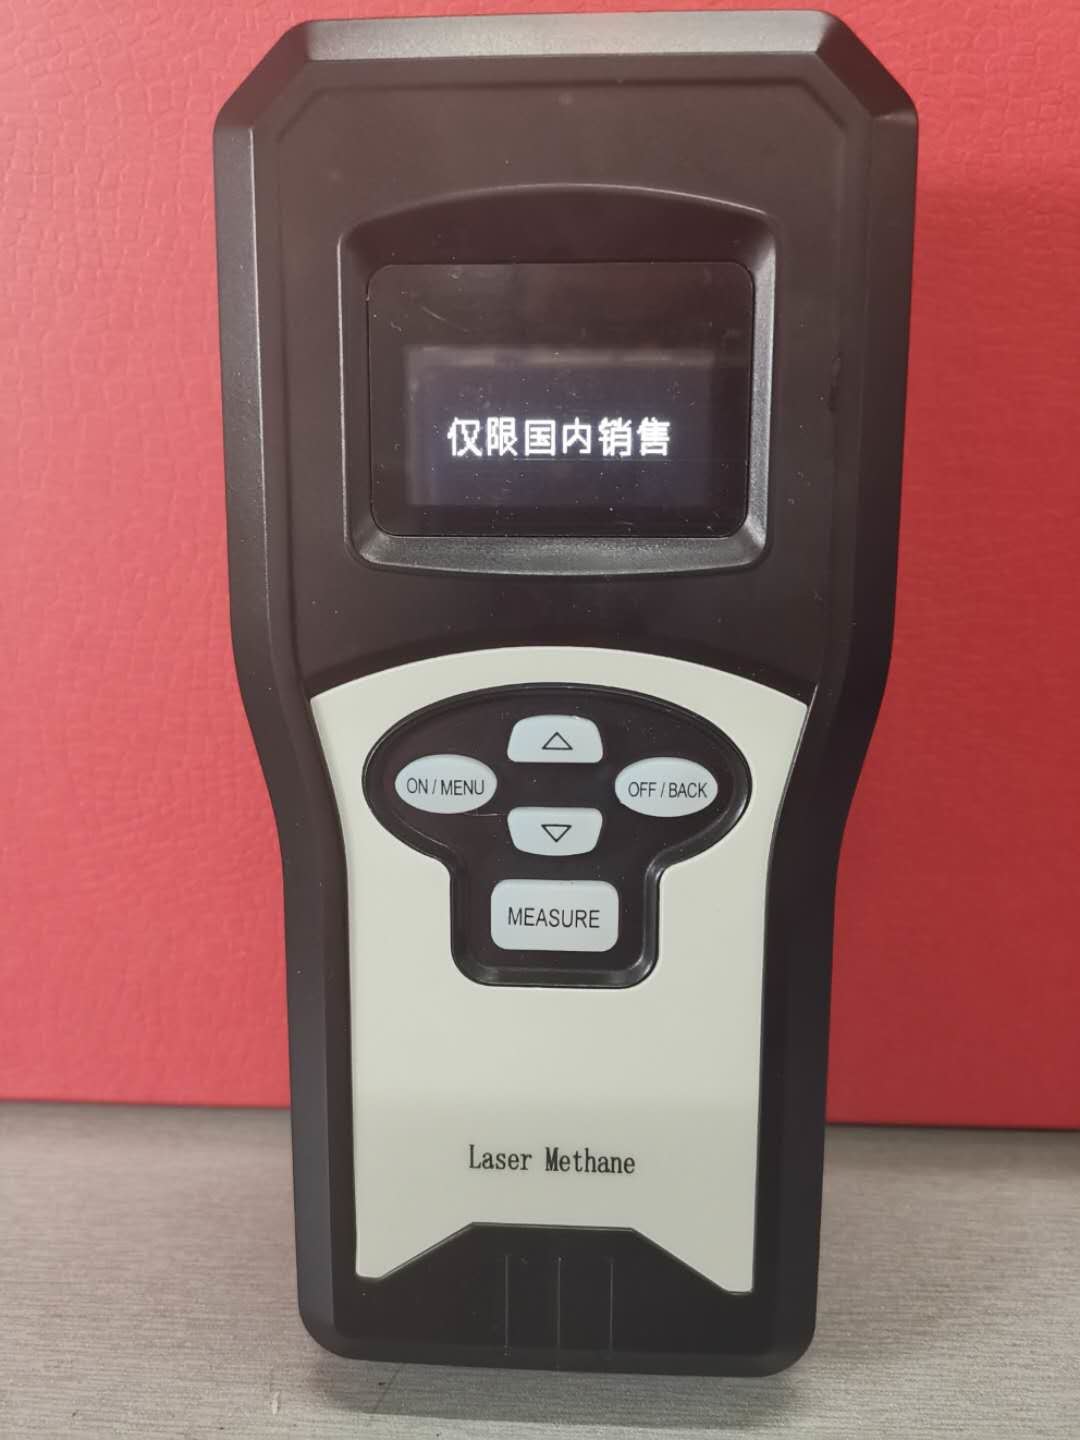 仅限国内销售
△
ON / MENU
OFF / BACK
▽
MEASURE
Laser Methane